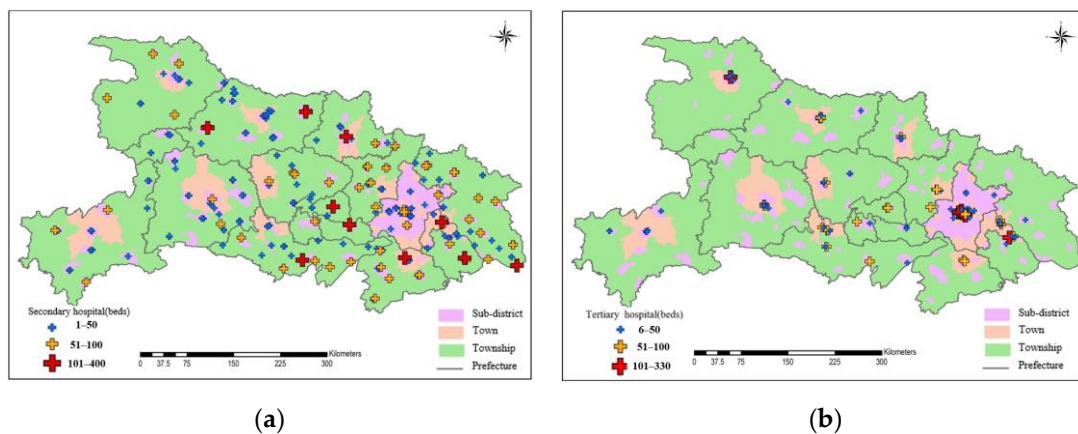 Secondary hospital(beds)
1–50
51–100
101–400
0 37.5 75 150 225 300
Kilometers
Sub-district
Town
Township
Prefecture
(a)
Tertiary hospital(beds)
6–50
51–100
101–330
0 37.5 75 150 225 300
Kilometers
Sub-district
Town
Township
Prefecture
(b)